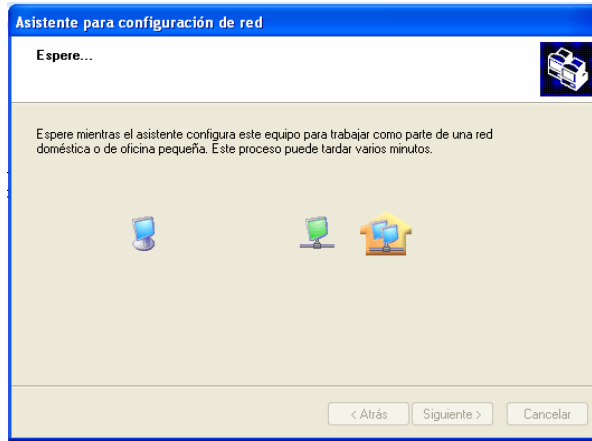 Asistente para configuración de red
Espere...
Espere mientras el asistente configura este equipo para trabajar como parte de una red
doméstica o de oficina pequeña. Este proceso puede tardar varios minutos.
< Atrás Siguiente > Cancelar